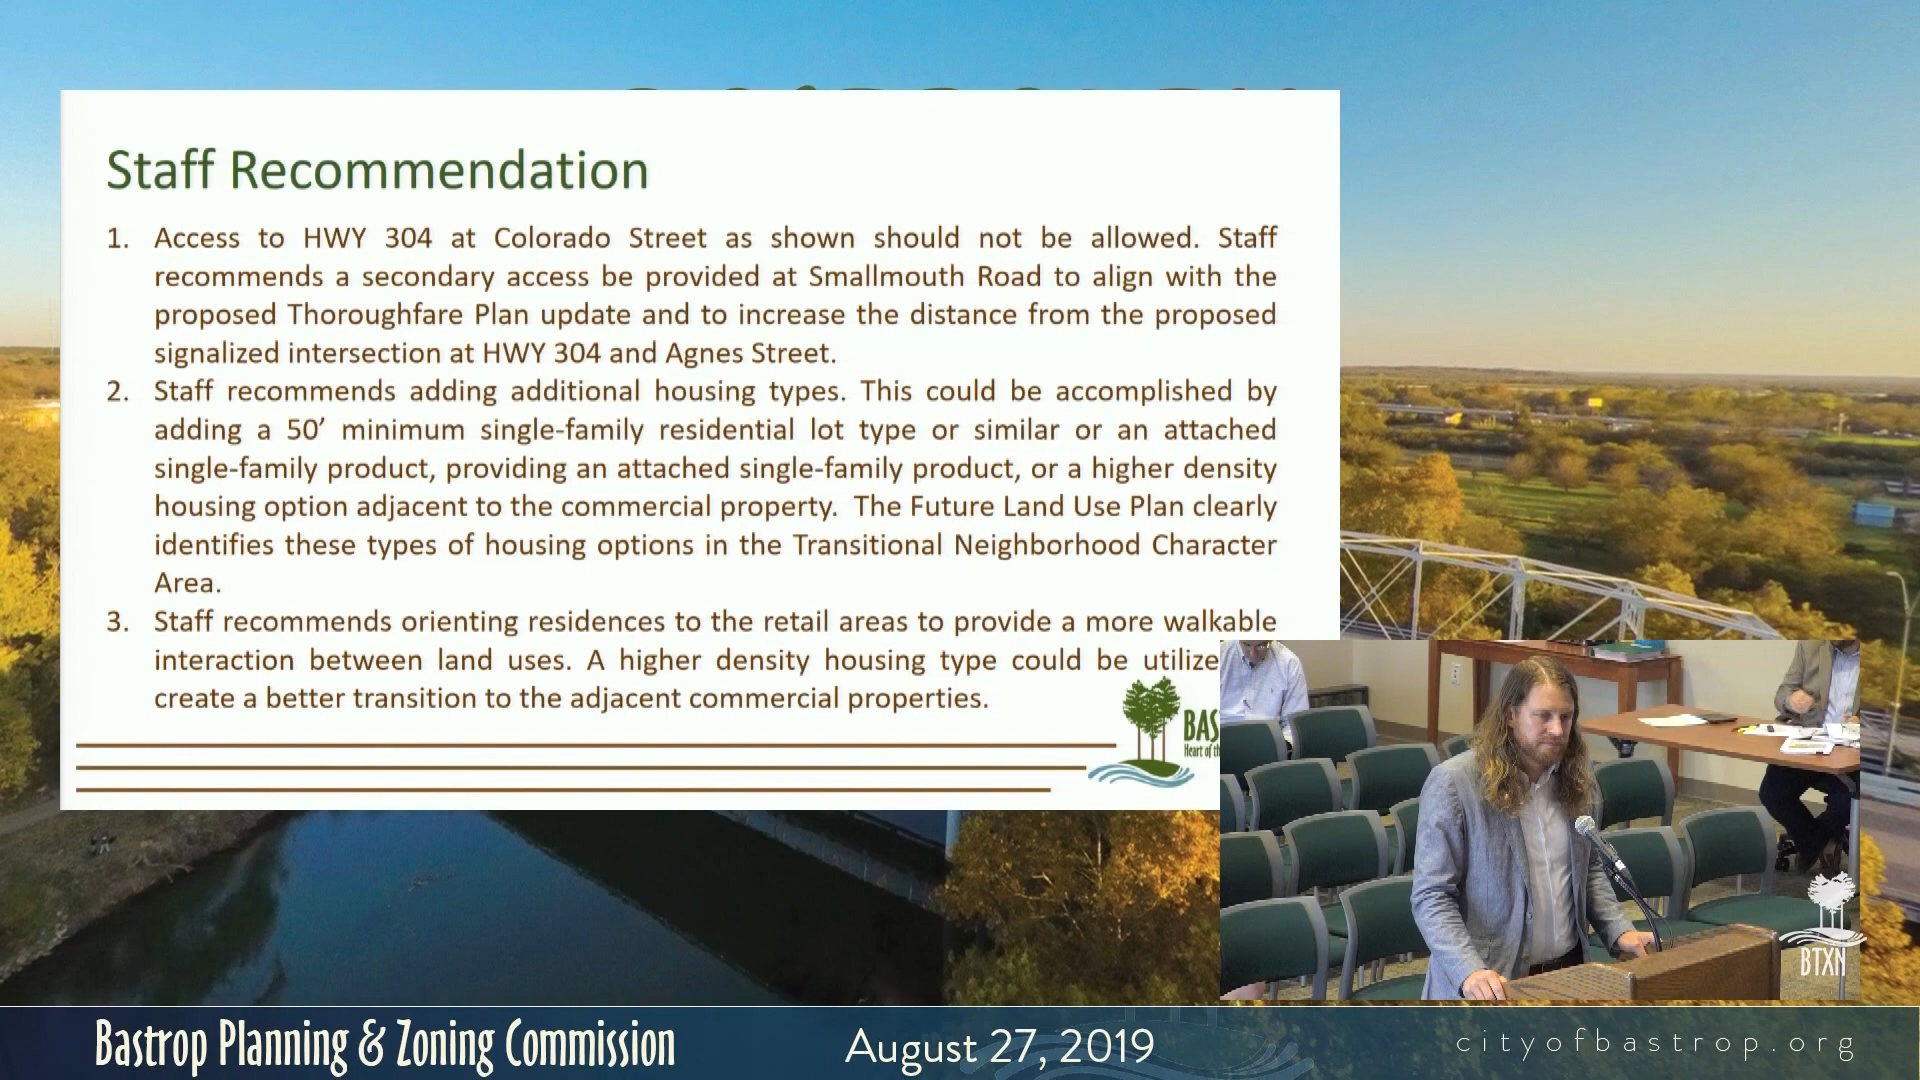 Staff Recommendation
1. Access to HWY 304 at Colorado Street as shown should not be allowed. Staff
recommends a secondary access be provided at Smallmouth Road to align with the
proposed Thoroughfare Plan update and to increase the distance from the proposed
signalized intersection at HWY 304 and Agnes Street.
2. Staff recommends adding additional housing types. This could be accomplished by
adding a 50’ minimum single-family residential lot type or similar or an attached
single-family product, providing an attached single-family product, or a higher density
housing option adjacent to the commercial property. The Future Land Use Plan clearly
identifies these types of housing options in the Transitional Neighborhood Character
Area.
3. Staff recommends orienting residences to the retail areas to provide a more walkable
interaction between land uses. A higher density housing type could be utilize
create a better transition to the adjacent commercial properties.
BAS
Heart of th
BTXN
Bastrop Planning & Zoning Commission
August 27, 2019
cityofbastrop.org